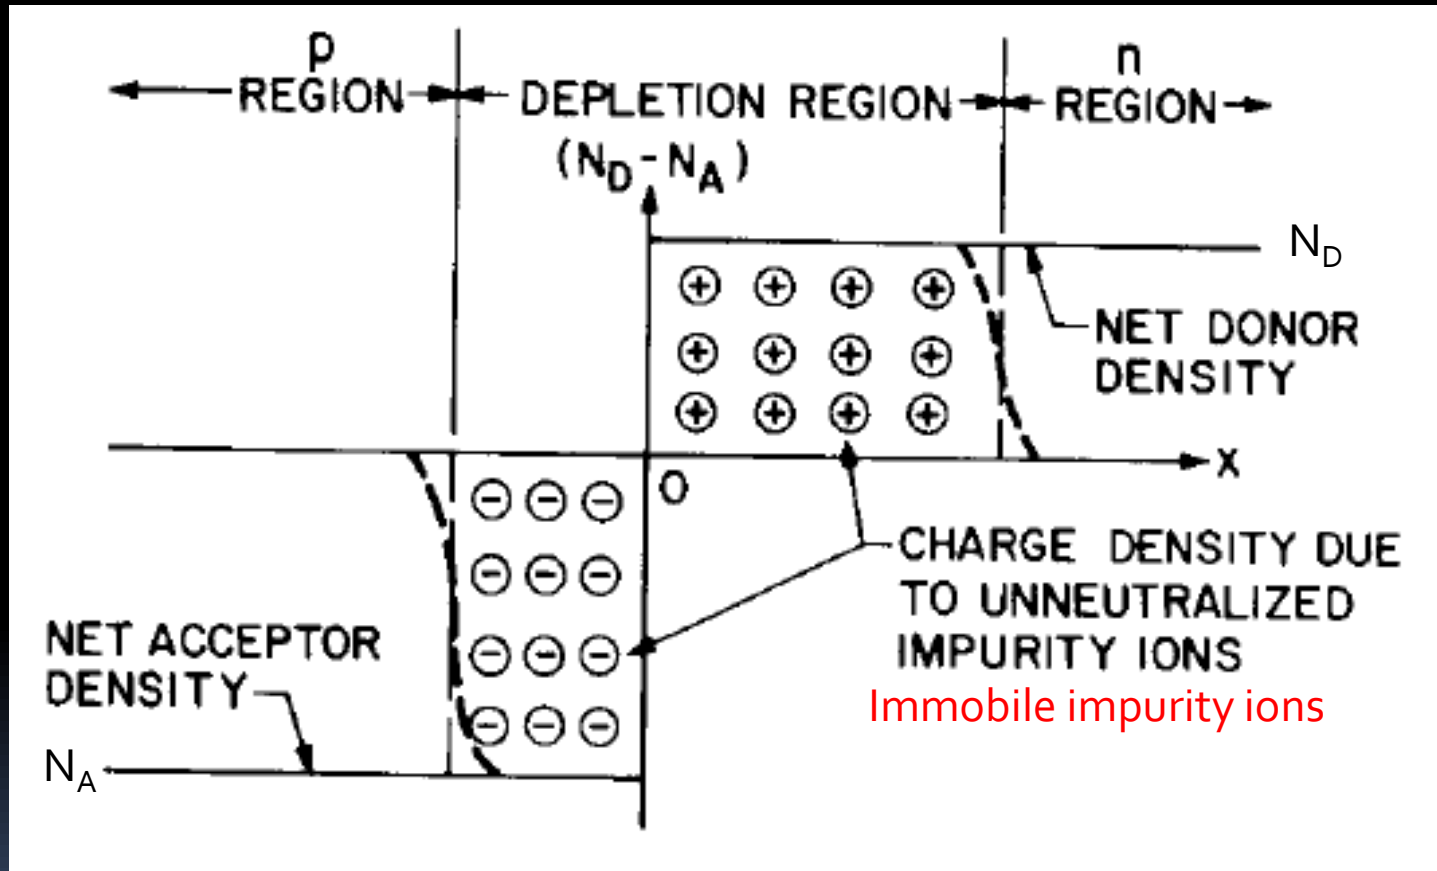 p
REGION
DEPLETION REGION
n
REGION
(N_D - N_A)
N_D
NET DONOR
DENSITY
x
0
CHARGE DENSITY DUE
TO UNNEUTRALIZED
IMPURITY IONS
Immobile impurity ions
NET ACCEPTOR
DENSITY
N_A